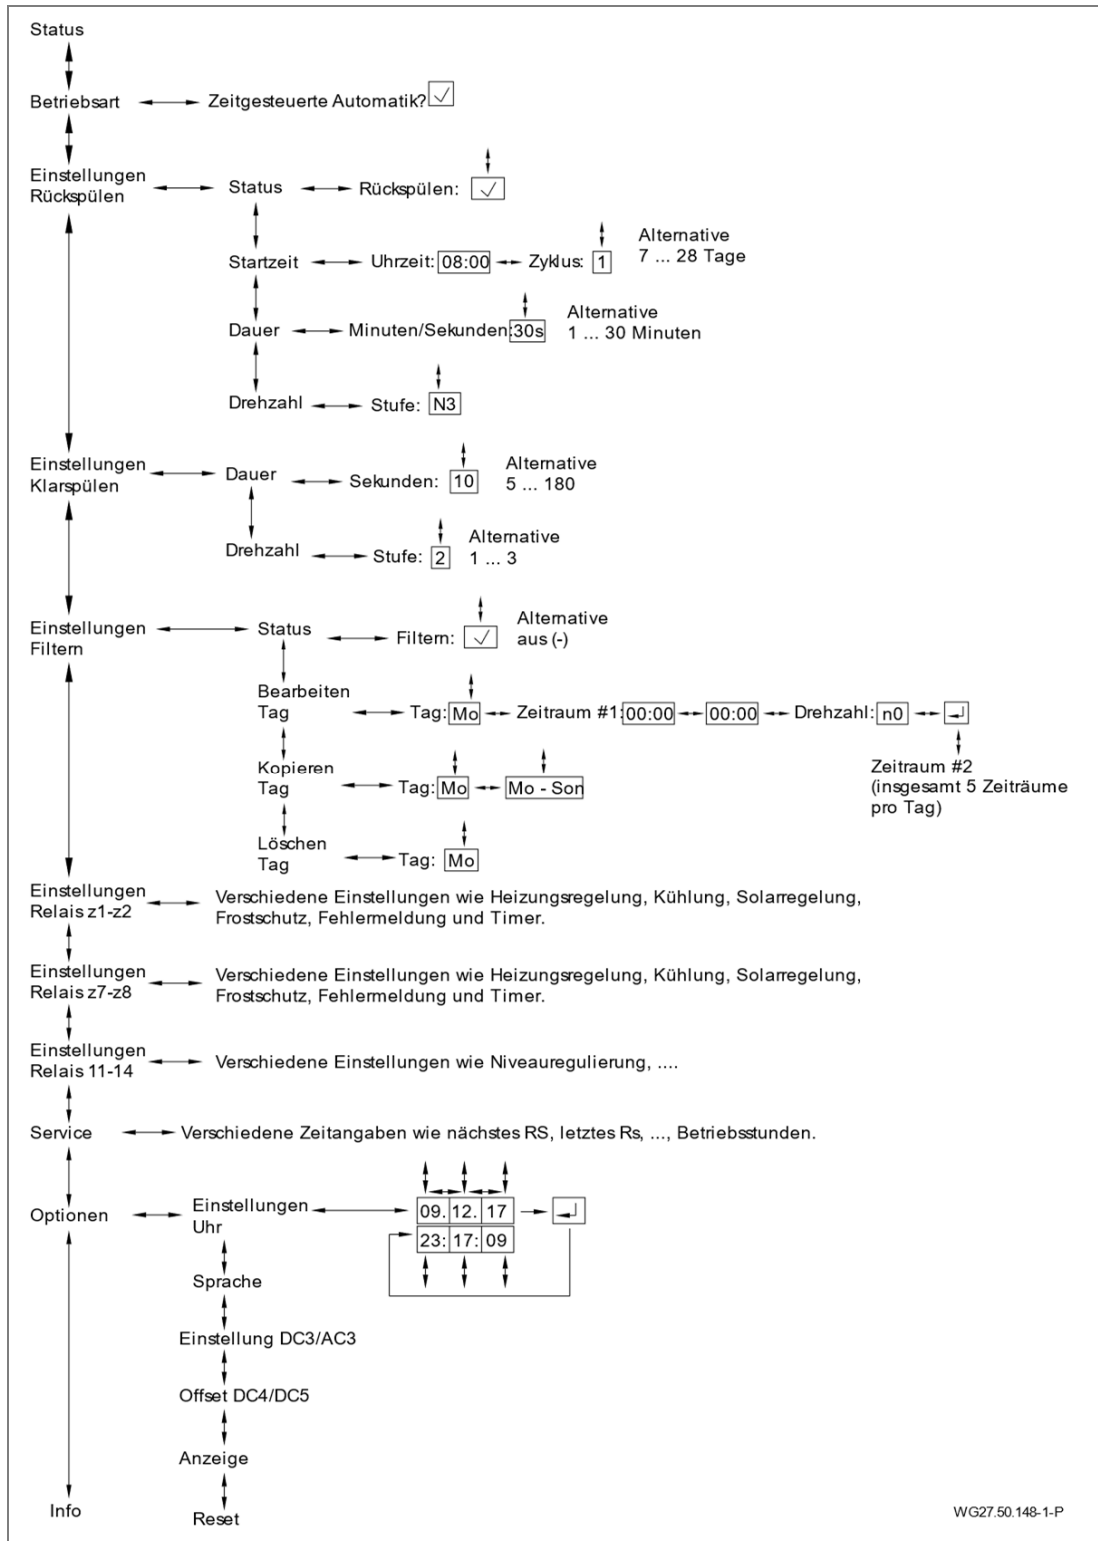 Status
Betriebsart
Zeitgesteuerte Automatik?
Einstellungen
Rückspülen
Status
Rückspülen:
Startzeit
Uhrzeit: 08:00
Zyklus: 1
Alternative
7 ... 28 Tage
Dauer
Minuten/Sekunden:30s
Alternative
1 ... 30 Minuten
Drehzahl
Stufe: N3
Einstellungen
Klarspülen
Dauer
Sekunden: 10
Alternative
5 ... 180
Drehzahl
Stufe: 2
Alternative
1 ... 3
Einstellungen
Filtern
Status
Filtern:
Alternative
aus (-)
Bearbeiten
Tag
Tag: Mo
Zeitraum #1: 00:00
00:00
Drehzahl: n0
Zeitraum #2
(insgesamt 5 Zeiträume
pro Tag)
Kopieren
Tag
Tag: Mo
Mo - Son
Löschen
Tag
Tag: Mo
Einstellungen
Relais z1-z2
Verschiedene Einstellungen wie Heizungsregelung, Kühlung, Solarregelung,
Frostschutz, Fehlermeldung und Timer.
Einstellungen
Relais z7-z8
Verschiedene Einstellungen wie Heizungsregelung, Kühlung, Solarregelung,
Frostschutz, Fehlermeldung und Timer.
Einstellungen
Relais 11-14
Verschiedene Einstellungen wie Niveauregulierung, ....
Service
Verschiedene Zeitangaben wie nächstes RS, letztes Rs, ..., Betriebsstunden.
Optionen
Einstellungen
Uhr
09. 12. 17
23: 17: 09
Sprache
Einstellung DC3/AC3
Offset DC4/DC5
Anzeige
Reset
Info
WG27.50.148-1-P